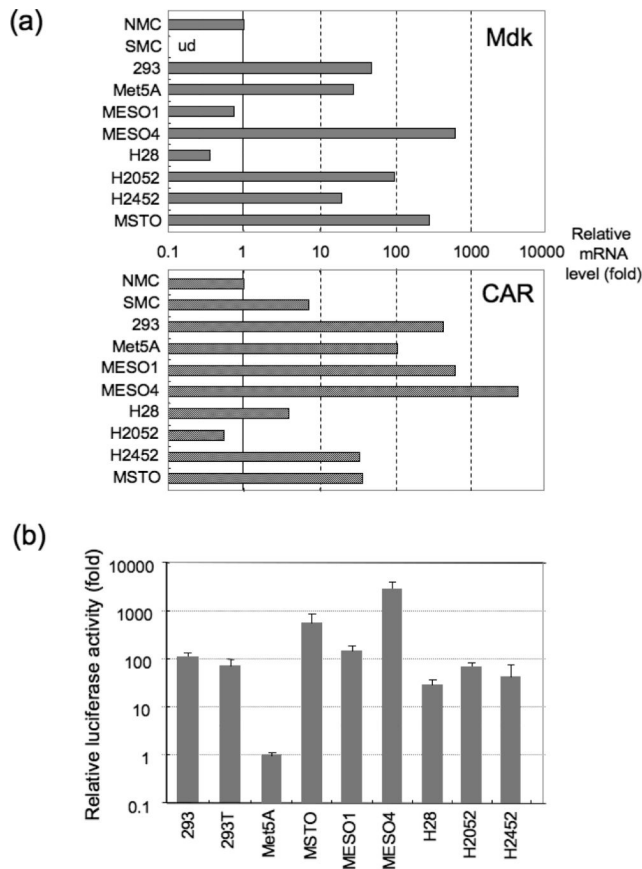 (a)
Mdk
NMC
SMC ud
293
Met5A
MESO1
MESO4
H28
H2052
H2452
MSTO
0.1 1 10 100 1000 10000
Relative
mRNA
level (fold)
CAR
NMC
SMC
293
Met5A
MESO1
MESO4
H28
H2052
H2452
MSTO
(b)
Relative luciferase activity (fold)
10000
1000
100
10
1
0.1
293
293T
Met5A
MSTO
MESO1
MESO4
H28
H2052
H2452